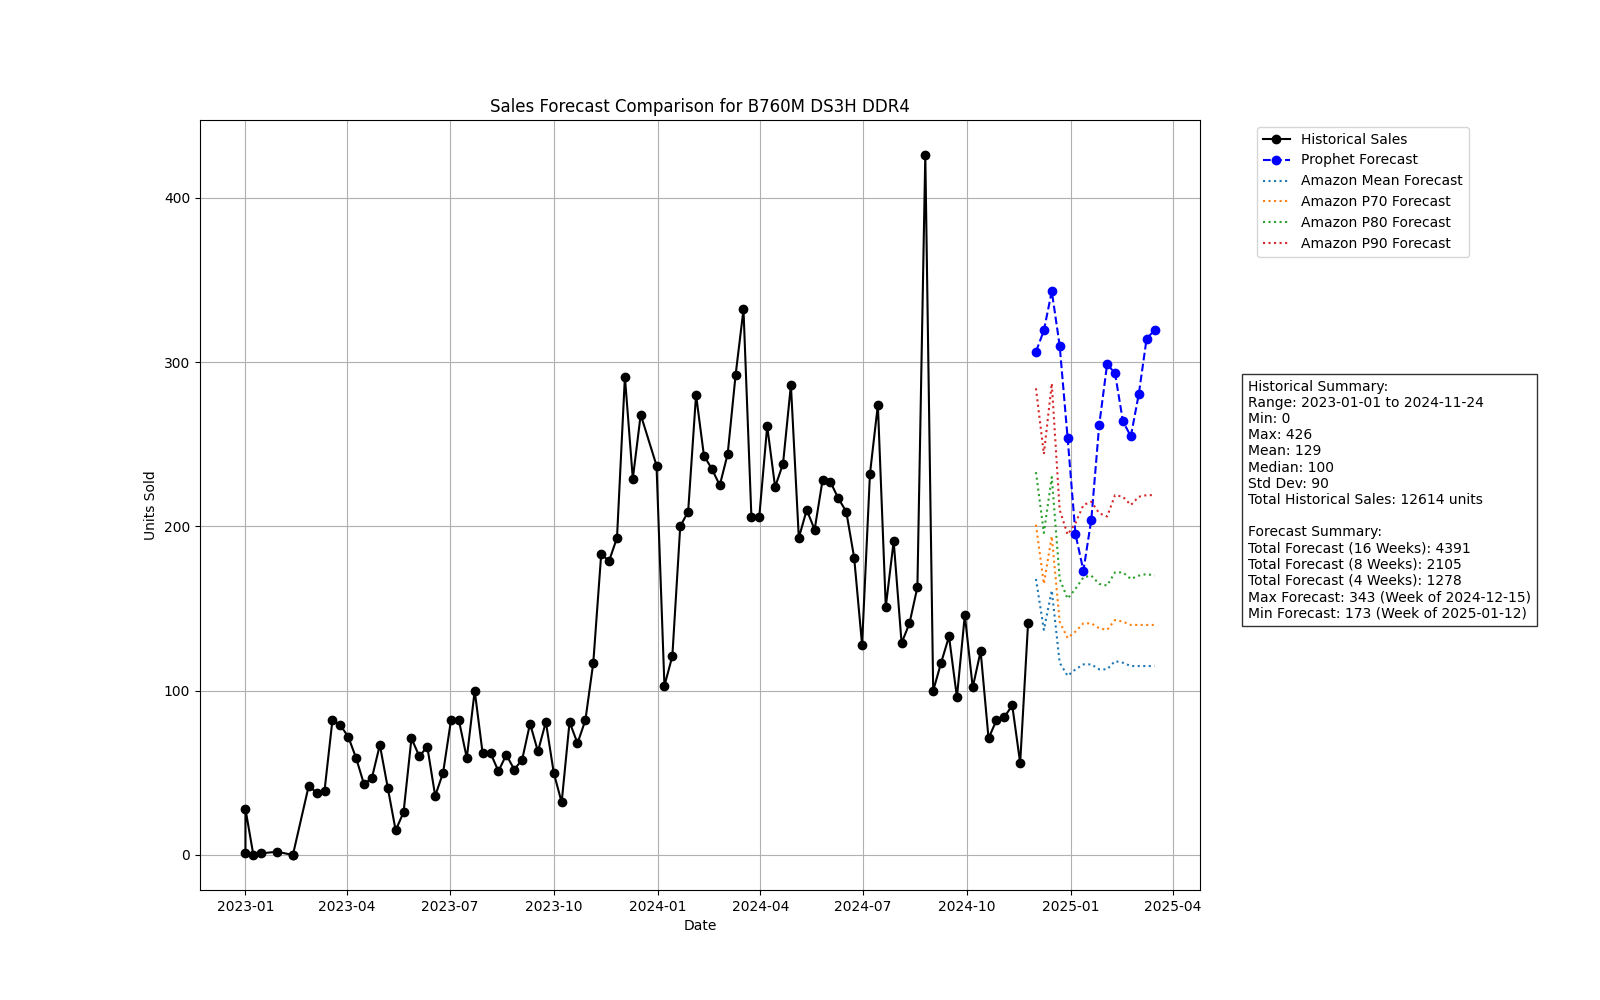 Sales Forecast Comparison for B760M DS3H DDR4
Units Sold
400
300
200
100
0
2023-01
2023-04
2023-07
2023-10
2024-01
2024-04
2024-07
2024-10
2025-01
2025-04
Date
Historical Sales
Prophet Forecast
Amazon Mean Forecast
Amazon P70 Forecast
Amazon P80 Forecast
Amazon P90 Forecast
Historical Summary:
Range: 2023-01-01 to 2024-11-24
Min: 0
Max: 426
Mean: 129
Median: 100
Std Dev: 90
Total Historical Sales: 12614 units
Forecast Summary:
Total Forecast (16 Weeks): 4391
Total Forecast (8 Weeks): 2105
Total Forecast (4 Weeks): 1278
Max Forecast: 343 (Week of 2024-12-15)
Min Forecast: 173 (Week of 2025-01-12)